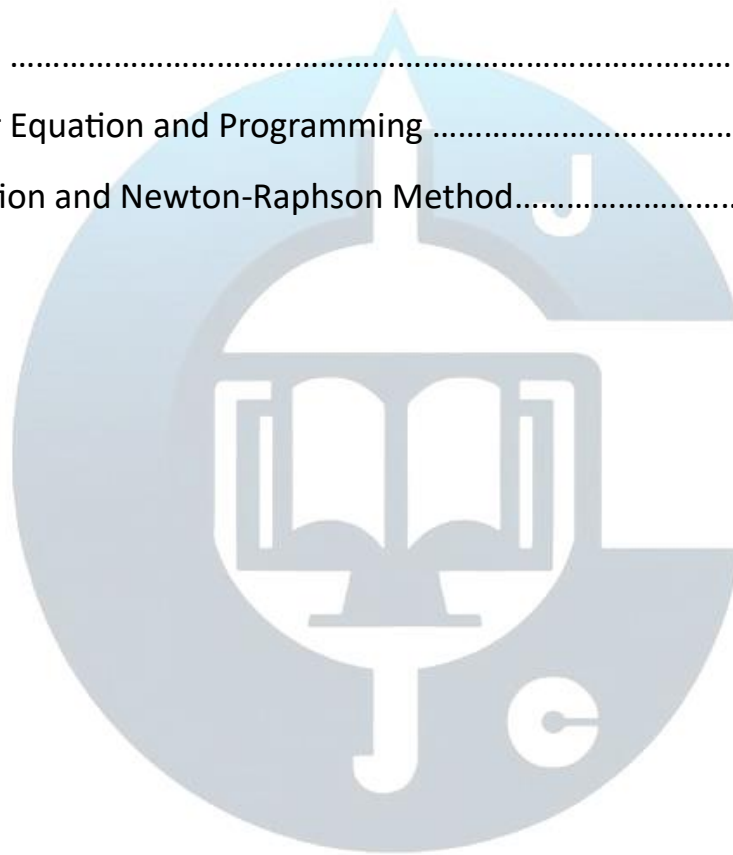 ……………………………………………………………………………
r Equation and Programming ………………………………
ion and Newton-Raphson Method………………………
J
J
C